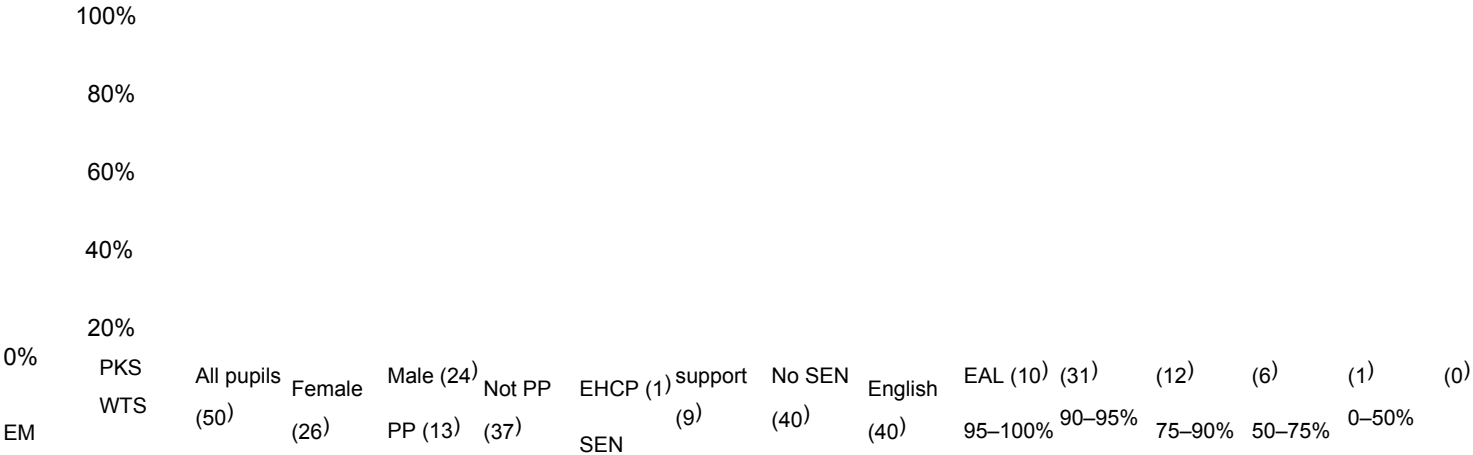 100%
80%
60%
40%
20%
0%
PKS
WTS
EM
All pupils
(50)
Female
(26)
Male (24)
PP (13)
Not PP
(37)
EHCP (1)
SEN
support
(9)
No SEN
(40)
English
(40)
EAL (10)
95–100%
(31)
90–95%
(12)
75–90%
(6)
50–75%
(1)
0–50%
(0)